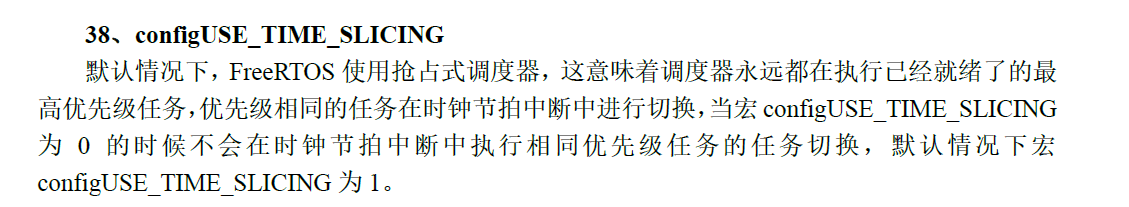 38、configUSE_TIME_SLICING
默认情况下，FreeRTOS 使用抢占式调度器，这意味着调度器永远都在执行已经就绪了的最
高优先级任务，优先级相同的任务在时钟节拍中断中进行切换，当宏 configUSE_TIME_SLICING
为 0 的时候不会在时钟节拍中断中执行相同优先级任务的任务切换，默认情况下宏
configUSE_TIME_SLICING 为 1。